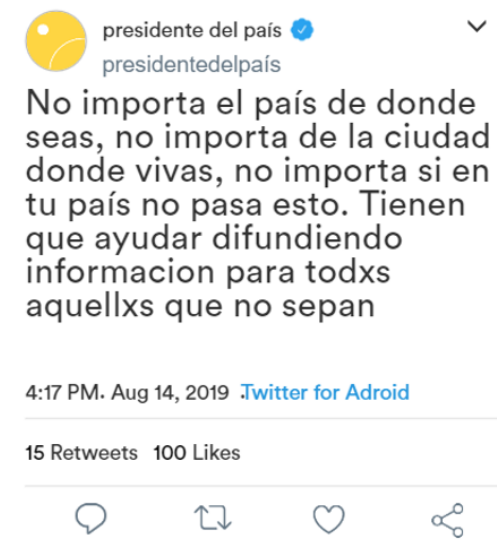 presidente del país
presidentedelpaís
No importa el país de donde
seas, no importa de la ciudad
donde vivas, no importa si en
tu país no pasa esto. Tienen
que ayudar difundiendo
informacion para todxs
aquellxs que no sepan
4:17 PM. Aug 14, 2019 .Twitter for Adroid
15 Retweets 100 Likes